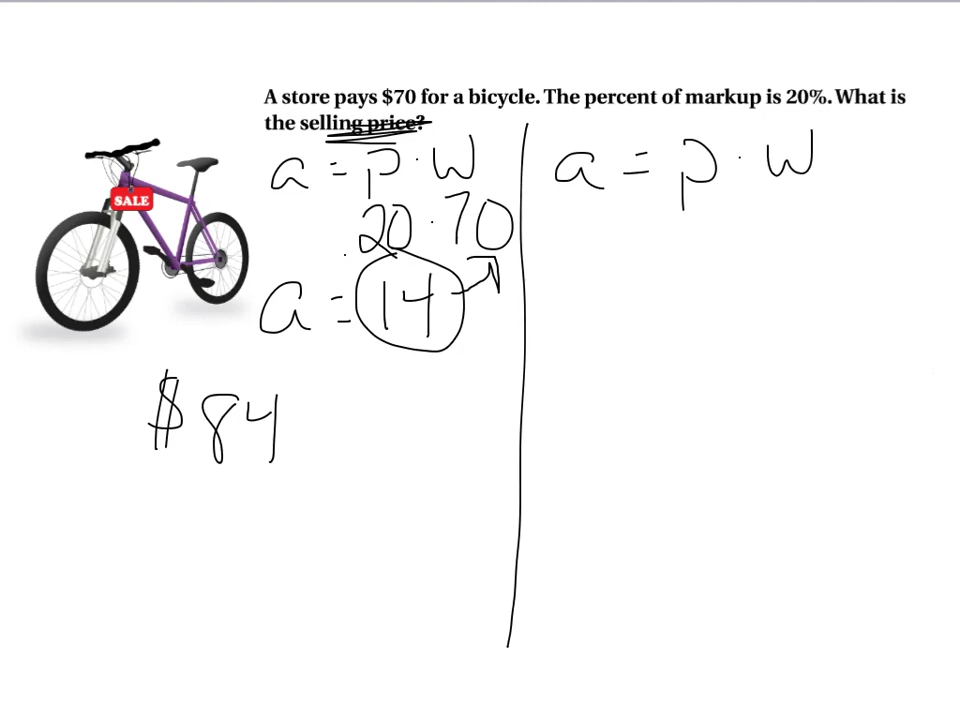 A store pays $70 for a bicycle. The percent of markup is 20%. What is
the selling price?
SALE
a = p · W
.20 · 70
a = 14
$84
a = p · W